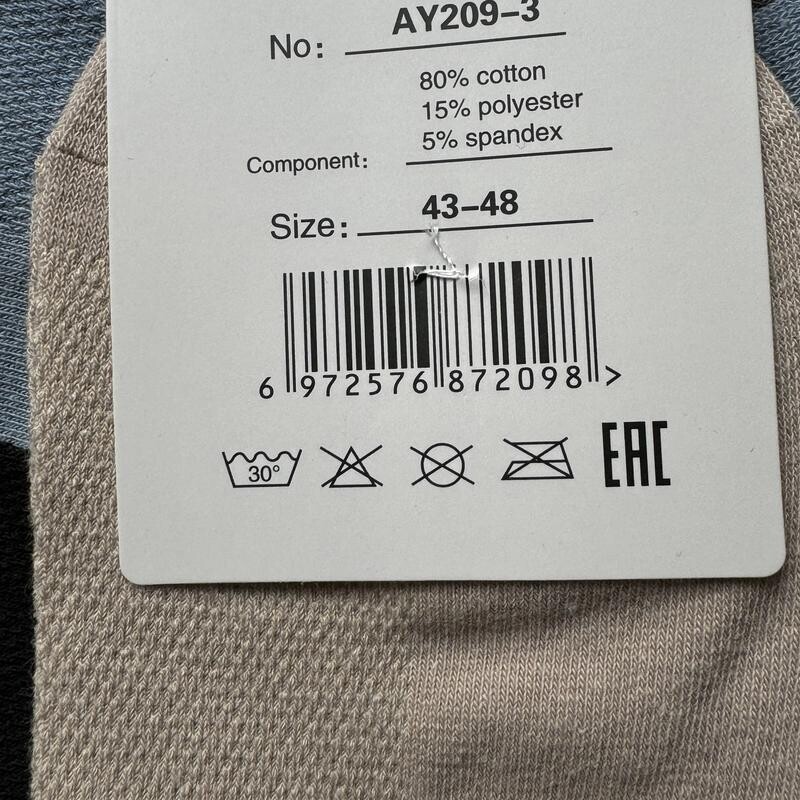 No: AY209-3
80% cotton
15% polyester
5% spandex
Component:
Size: 43-48
6 972576 872098 >
30° EAC